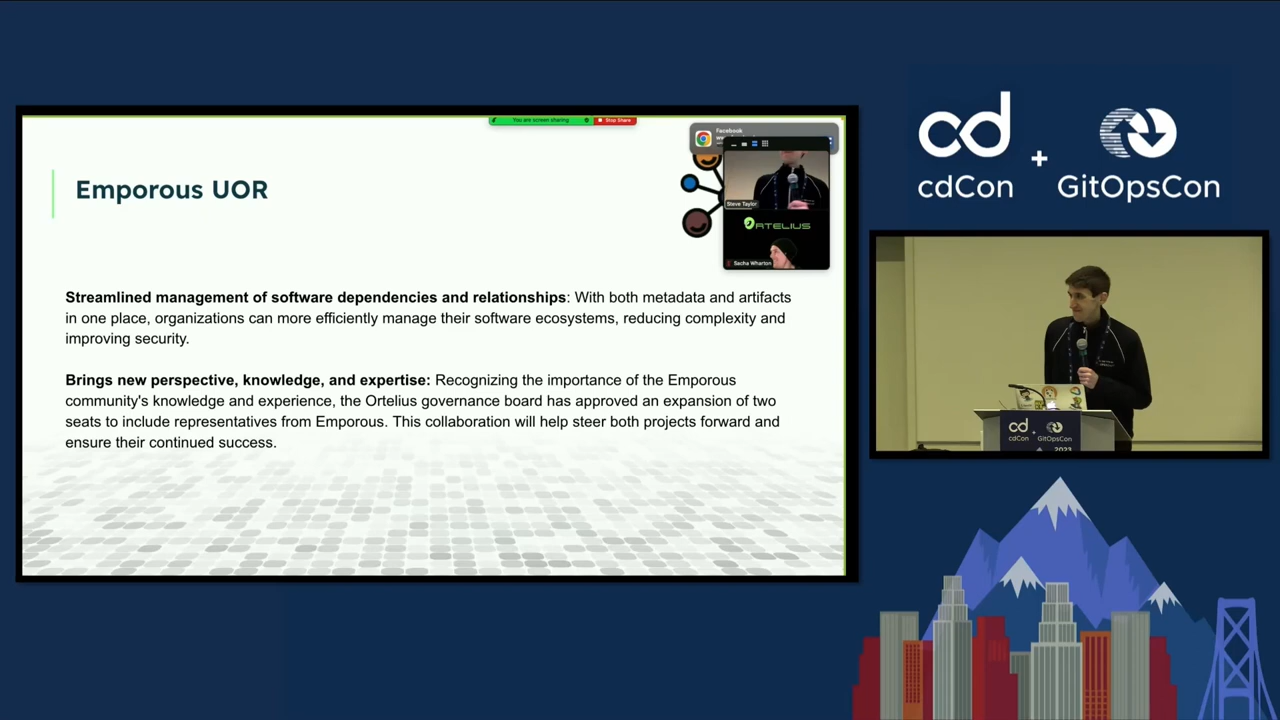 You are screen sharing
Stop Share
Facebook
Emporous UOR
Steve Taylor
ORTELIUS
Sacha Wharton
Streamlined management of software dependencies and relationships: With both metadata and artifacts
in one place, organizations can more efficiently manage their software ecosystems, reducing complexity and
improving security.
Brings new perspective, knowledge, and expertise: Recognizing the importance of the Emporous
community's knowledge and experience, the Ortelius governance board has approved an expansion of two
seats to include representatives from Emporous. This collaboration will help steer both projects forward and
ensure their continued success.
cd
+
cdCon
GitOpsCon
cd
+
cdCon
GitOpsCon
2023